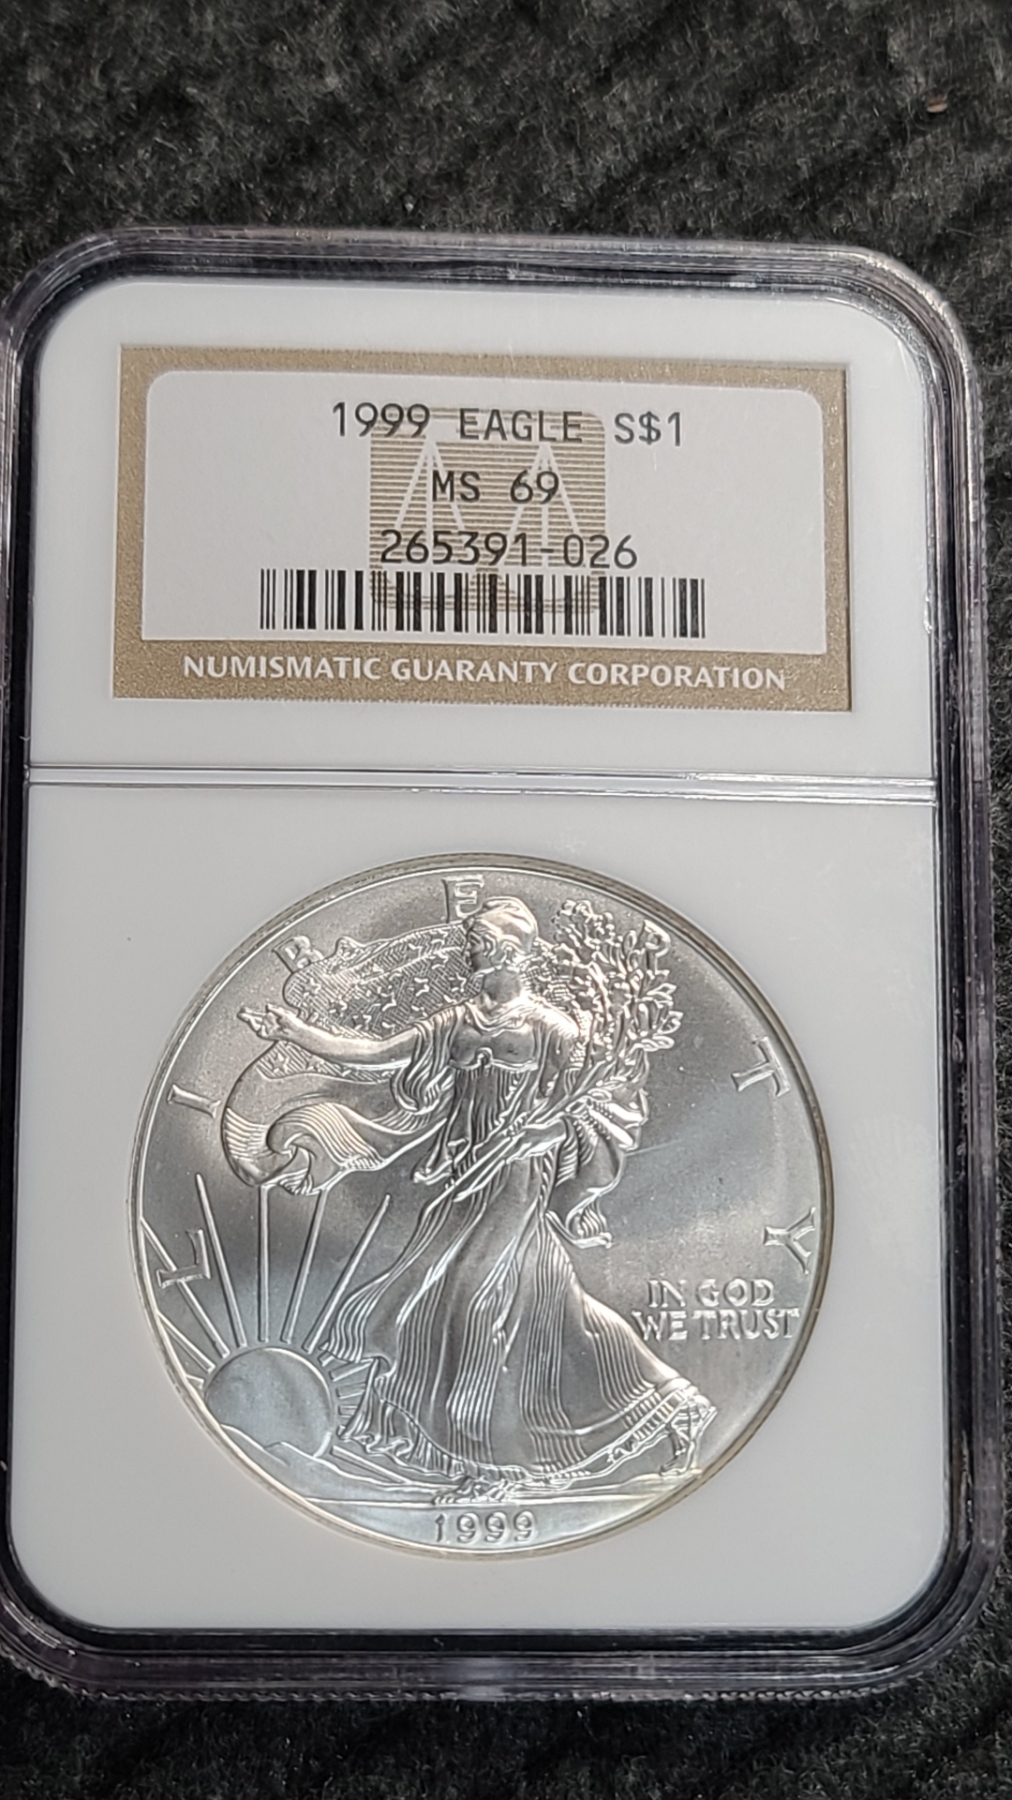 1999 EAGLE S$1
MS 69
265391-026
NUMISMATIC GUARANTY CORPORATION
LIBERTY
IN GOD
WE TRUST
1999